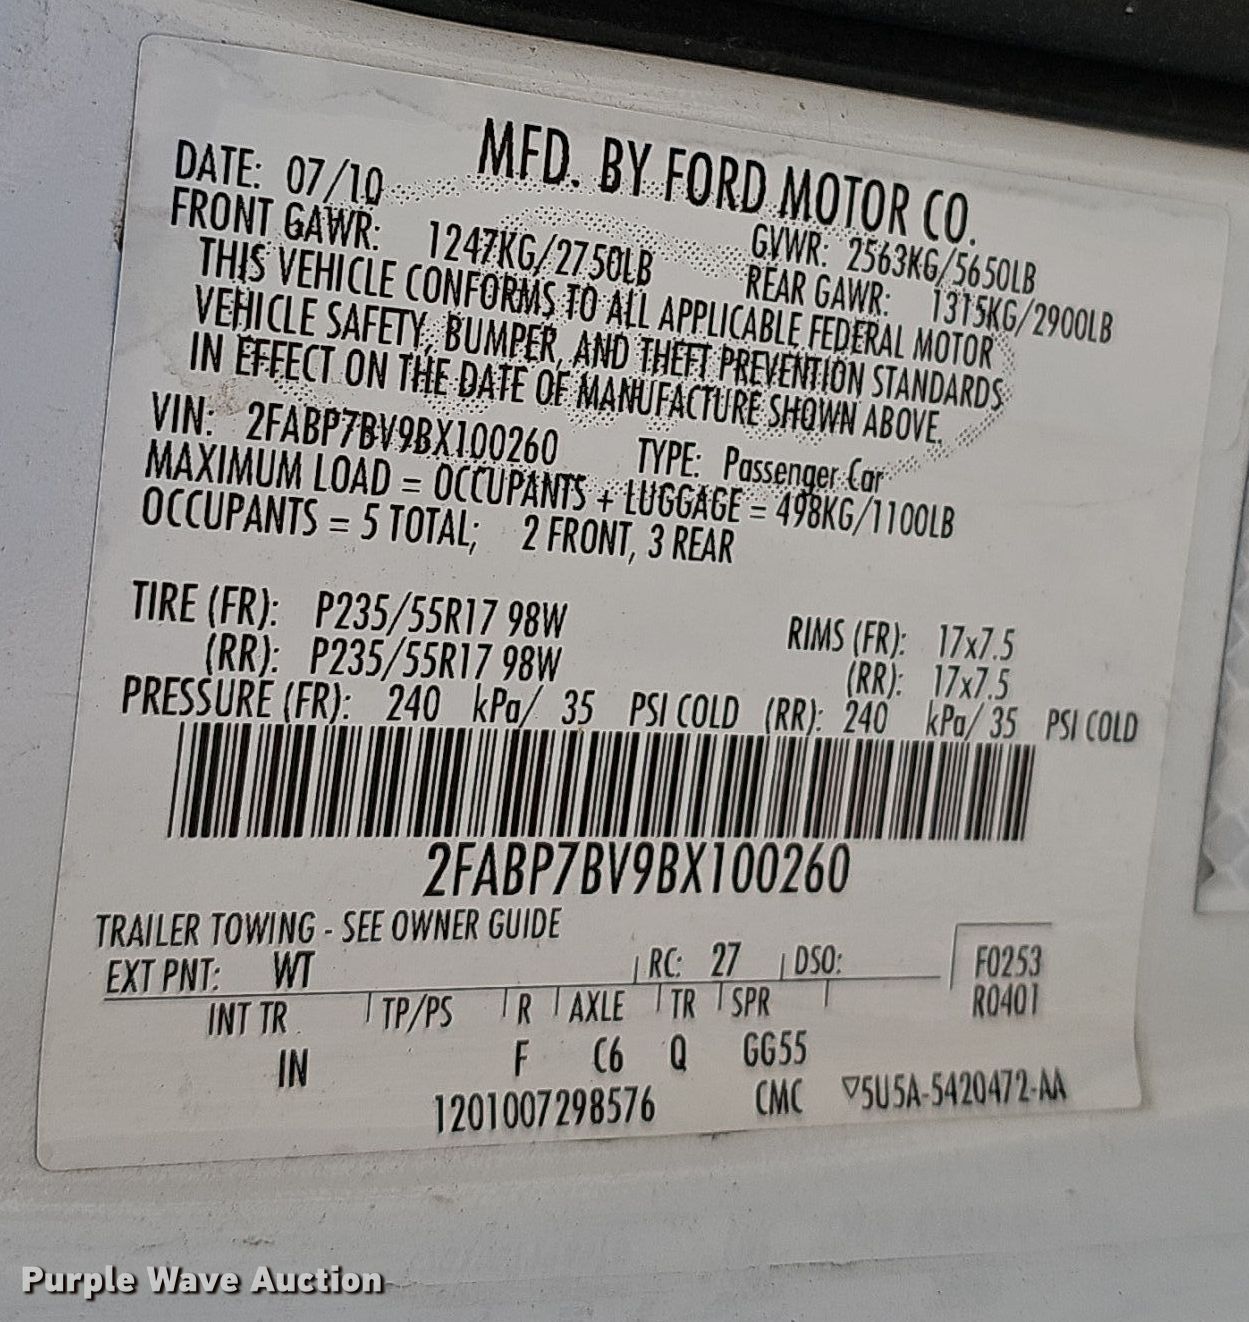 MFD. BY FORD MOTOR CO.
DATE: 07/10 GVWR: 2563KG/5650LB
FRONT GAWR: 1247KG/2750LB REAR GAWR: 1315KG/2900LB
THIS VEHICLE CONFORMS TO ALL APPLICABLE FEDERAL MOTOR
VEHICLE SAFETY, BUMPER, AND THEFT PREVENTION STANDARDS
IN EFFECT ON THE DATE OF MANUFACTURE SHOWN ABOVE.
VIN: 2FABP7BV9BX100260 TYPE: Passenger Car
MAXIMUM LOAD = OCCUPANTS + LUGGAGE = 498KG/1100LB
OCCUPANTS = 5 TOTAL; 2 FRONT, 3 REAR
TIRE (FR): P235/55R17 98W RIMS (FR): 17x7.5
(RR): P235/55R17 98W (RR): 17x7.5
PRESSURE (FR): 240 kPa/ 35 PSI COLD (RR): 240 kPa/ 35 PSI COLD
2FABP7BV9BX100260
TRAILER TOWING - SEE OWNER GUIDE
EXT PNT: WT RC: 27 DSO: F0253
INT TR TP/PS R AXLE TR SPR R0401
IN F C6 Q GG55
1201007298576 CMC ▽5U5A-5420472-AA
Purple Wave Auction